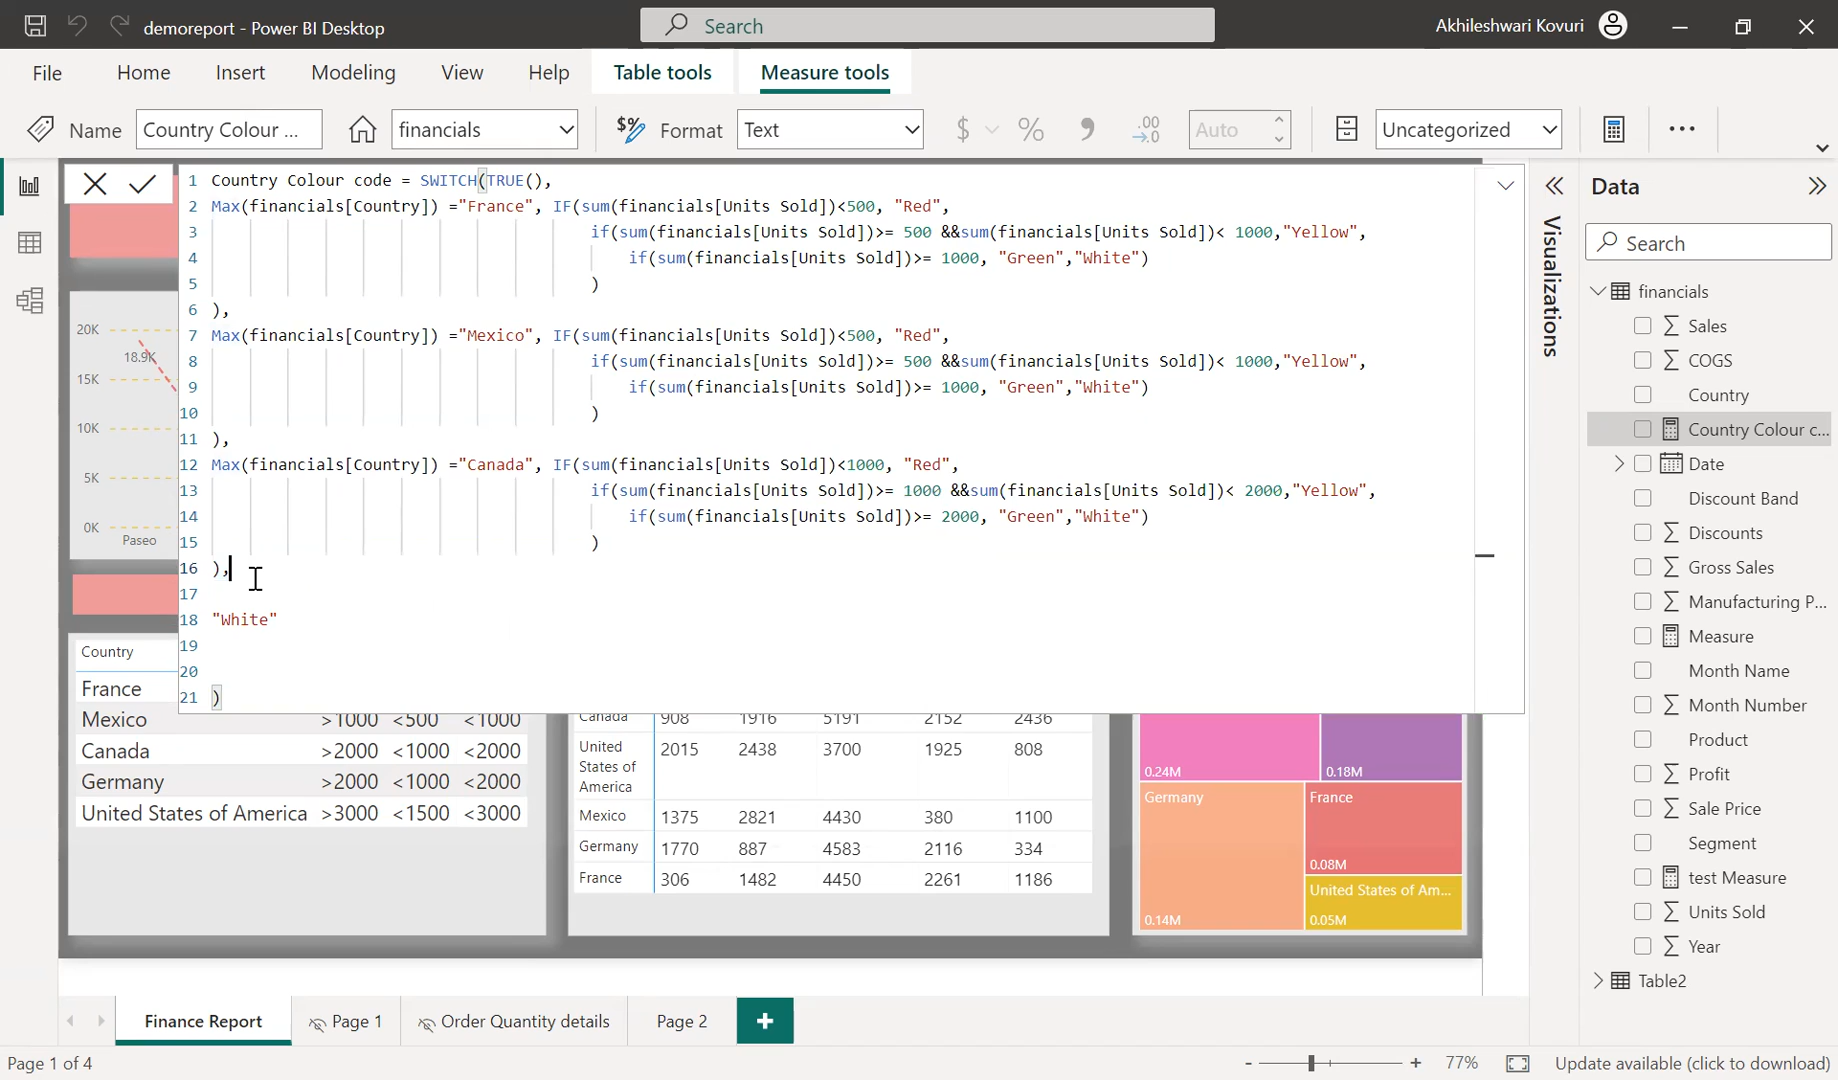 demoreport - Power BI Desktop
Search
Akhileshwari Kovuri
File Home Insert Modeling View Help Table tools Measure tools
Name Country Colour ... financials Format Text $ % 9 .00 →.0 Auto Uncategorized ...
1 Country Colour code = SWITCH(TRUE(),
2 Max(financials[Country]) ="France", IF(sum(financials[Units Sold])<500, "Red",
3 if(sum(financials[Units Sold])>= 500 &&sum(financials[Units Sold])< 1000,"Yellow",
4 if(sum(financials[Units Sold])>= 1000, "Green","White")
5 )
6 ),
7 Max(financials[Country]) ="Mexico", IF(sum(financials[Units Sold])<500, "Red",
8 if(sum(financials[Units Sold])>= 500 &&sum(financials[Units Sold])< 1000,"Yellow",
9 if(sum(financials[Units Sold])>= 1000, "Green","White")
10 )
11 ),
12 Max(financials[Country]) ="Canada", IF(sum(financials[Units Sold])<1000, "Red",
13 if(sum(financials[Units Sold])>= 1000 &&sum(financials[Units Sold])< 2000,"Yellow",
14 if(sum(financials[Units Sold])>= 2000, "Green","White")
15 )
16 ),
17
18 "White"
19
20
21 )
20K
18.9K
15K
10K
5K
0K
Paseo
Country
France
Mexico >1000 <500 <1000
Canada >2000 <1000 <2000
Germany >2000 <1000 <2000
United States of America >3000 <1500 <3000
Canada 908 1916 5191 2152 2436
United States of America 2015 2438 3700 1925 808
Mexico 1375 2821 4430 380 1100
Germany 1770 887 4583 2116 334
France 306 1482 4450 2261 1186
0.24M 0.18M
Germany France
0.08M
United States of Am...
0.14M 0.05M
Visualizations
Data
Search
financials
Sales
COGS
Country
Country Colour c...
Date
Discount Band
Discounts
Gross Sales
Manufacturing P...
Measure
Month Name
Month Number
Product
Profit
Sale Price
Segment
test Measure
Units Sold
Year
Table2
Finance Report Page 1 Order Quantity details Page 2 +
Page 1 of 4
- + 77%
Update available (click to download)